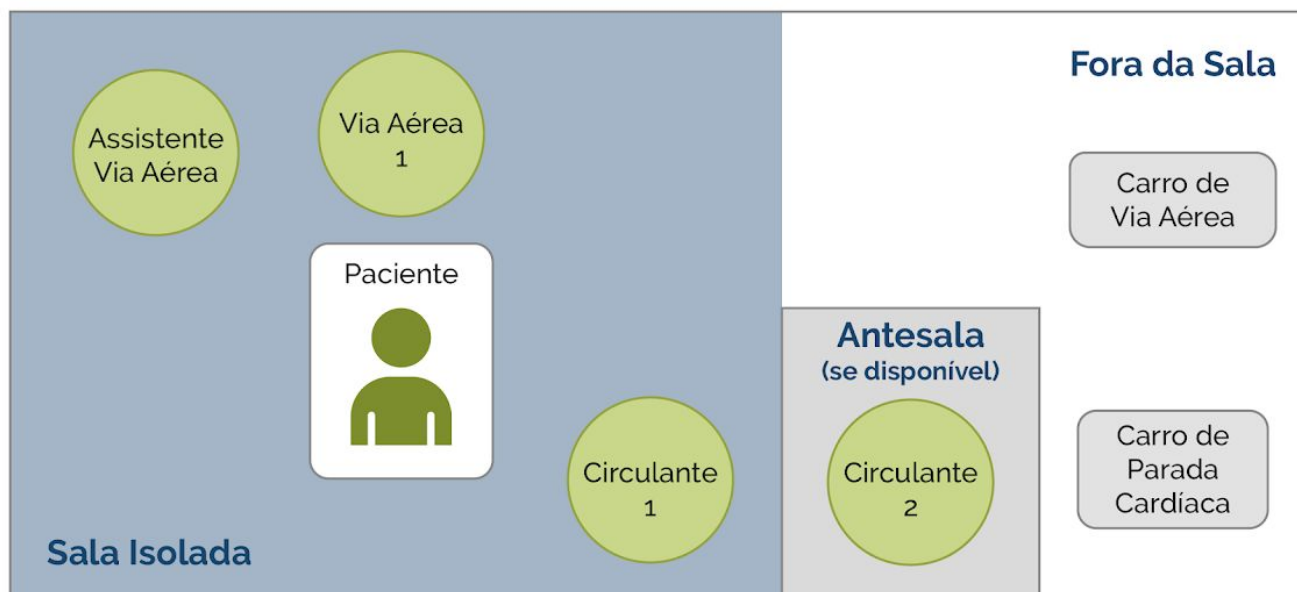 Fora da Sala
Assistente
Via Aérea
Via Aérea
1
Carro de
Via Aérea
Paciente
Antesala
(se disponível)
Circulante
1
Circulante
2
Carro de
Parada
Cardíaca
Sala Isolada